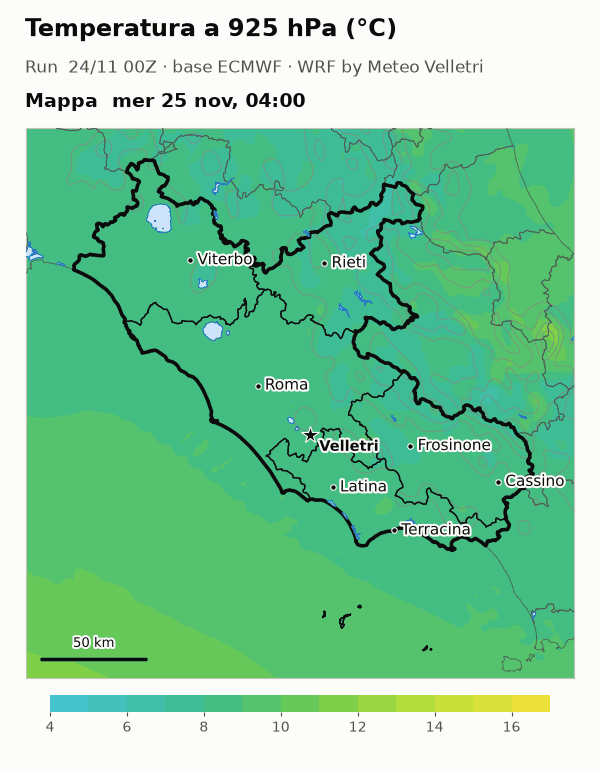 Temperatura a 925 hPa (°C)
Run 24/11 00Z · base ECMWF · WRF by Meteo Velletri
Mappa mer 25 nov, 04:00
Viterbo
Rieti
Roma
Velletri
Frosinone
Latina
Cassino
Terracina
50 km
4 6 8 10 12 14 16